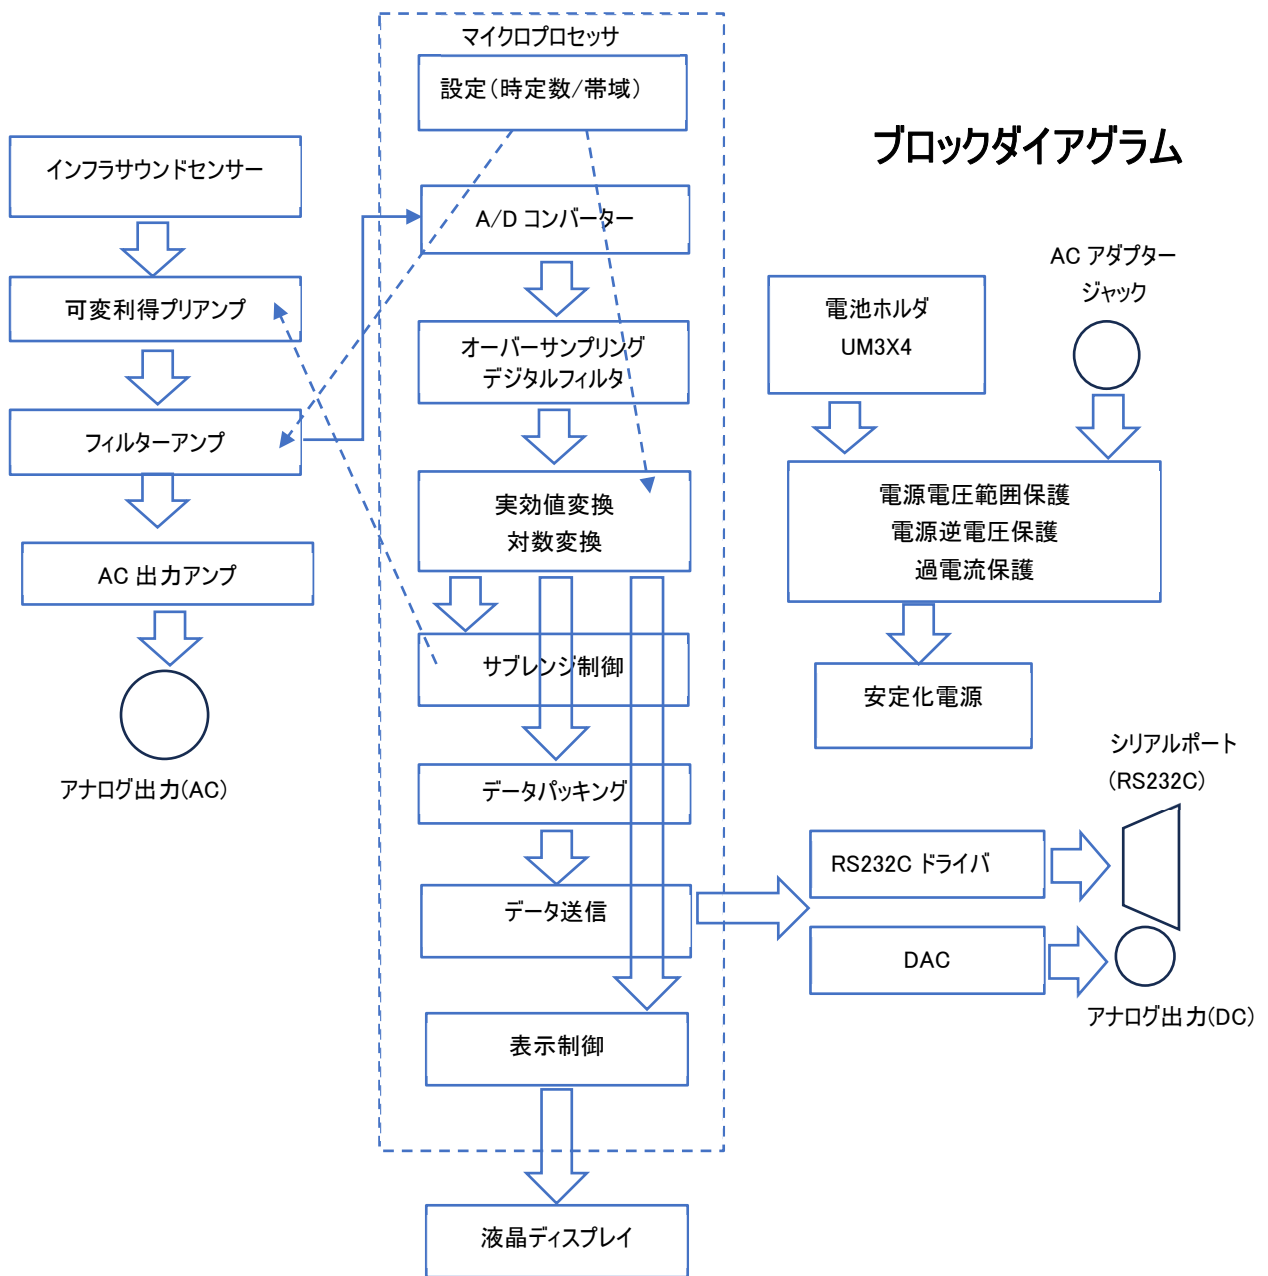 マイクロプロセッサ
設定(時定数/帯域)
ブロックダイアグラム
インフラサウンドセンサー
A/D コンバーター
AC アダプター
ジャック
可変利得プリアンプ
電池ホルダ
UM3X4
オーバーサンプリング
デジタルフィルタ
フィルターアンプ
実効値変換
対数変換
電源電圧範囲保護
電源逆電圧保護
過電流保護
AC 出力アンプ
サブレンジ制御
安定化電源
アナログ出力(AC)
データパッキング
シリアルポート
(RS232C)
RS232C ドライバ
データ送信
DAC
アナログ出力(DC)
表示制御
液晶ディスプレイ